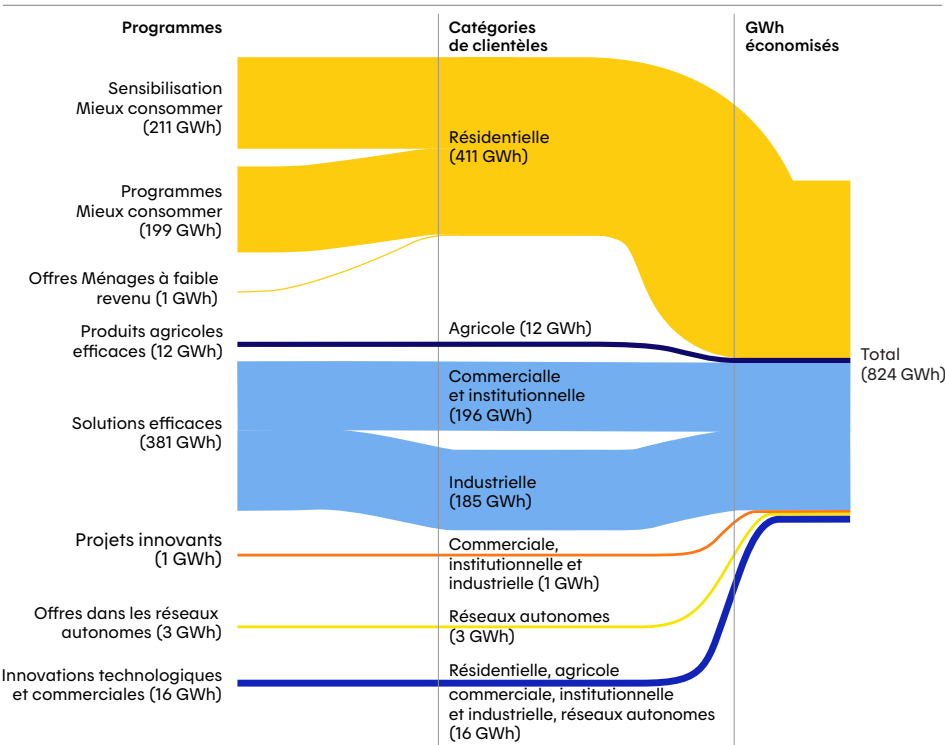 Programmes
Catégories
de clientèles
GWh
économisés
Sensibilisation
Mieux consommer
(211 GWh)
Programmes
Mieux consommer
(199 GWh)
Offres Ménages à faible
revenu (1 GWh)
Produits agricoles
efficaces (12 GWh)
Solutions efficaces
(381 GWh)
Projets innovants
(1 GWh)
Offres dans les réseaux
autonomes (3 GWh)
Innovations technologiques
et commerciales (16 GWh)
Résidentielle
(411 GWh)
Agricole (12 GWh)
Commercialle
et institutionnelle
(196 GWh)
Industrielle
(185 GWh)
Commerciale,
institutionnelle et
industrielle (1 GWh)
Réseaux autonomes
(3 GWh)
Résidentielle, agricole
commerciale, institutionnelle
et industrielle, réseaux autonomes
(16 GWh)
Total
(824 GWh)